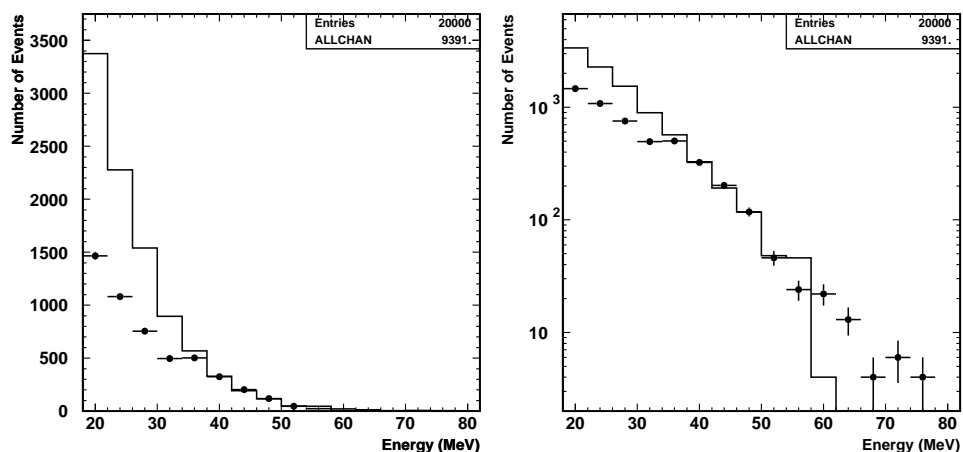 Entries 20000
ALLCHAN 9391.
Number of Events
3500
3000
2500
2000
1500
1000
500
0
20 30 40 50 60 70 80
Energy (MeV)
Entries 20000
ALLCHAN 9391.
Number of Events
10 3
10 2
10
20 30 40 50 60 70 80
Energy (MeV)